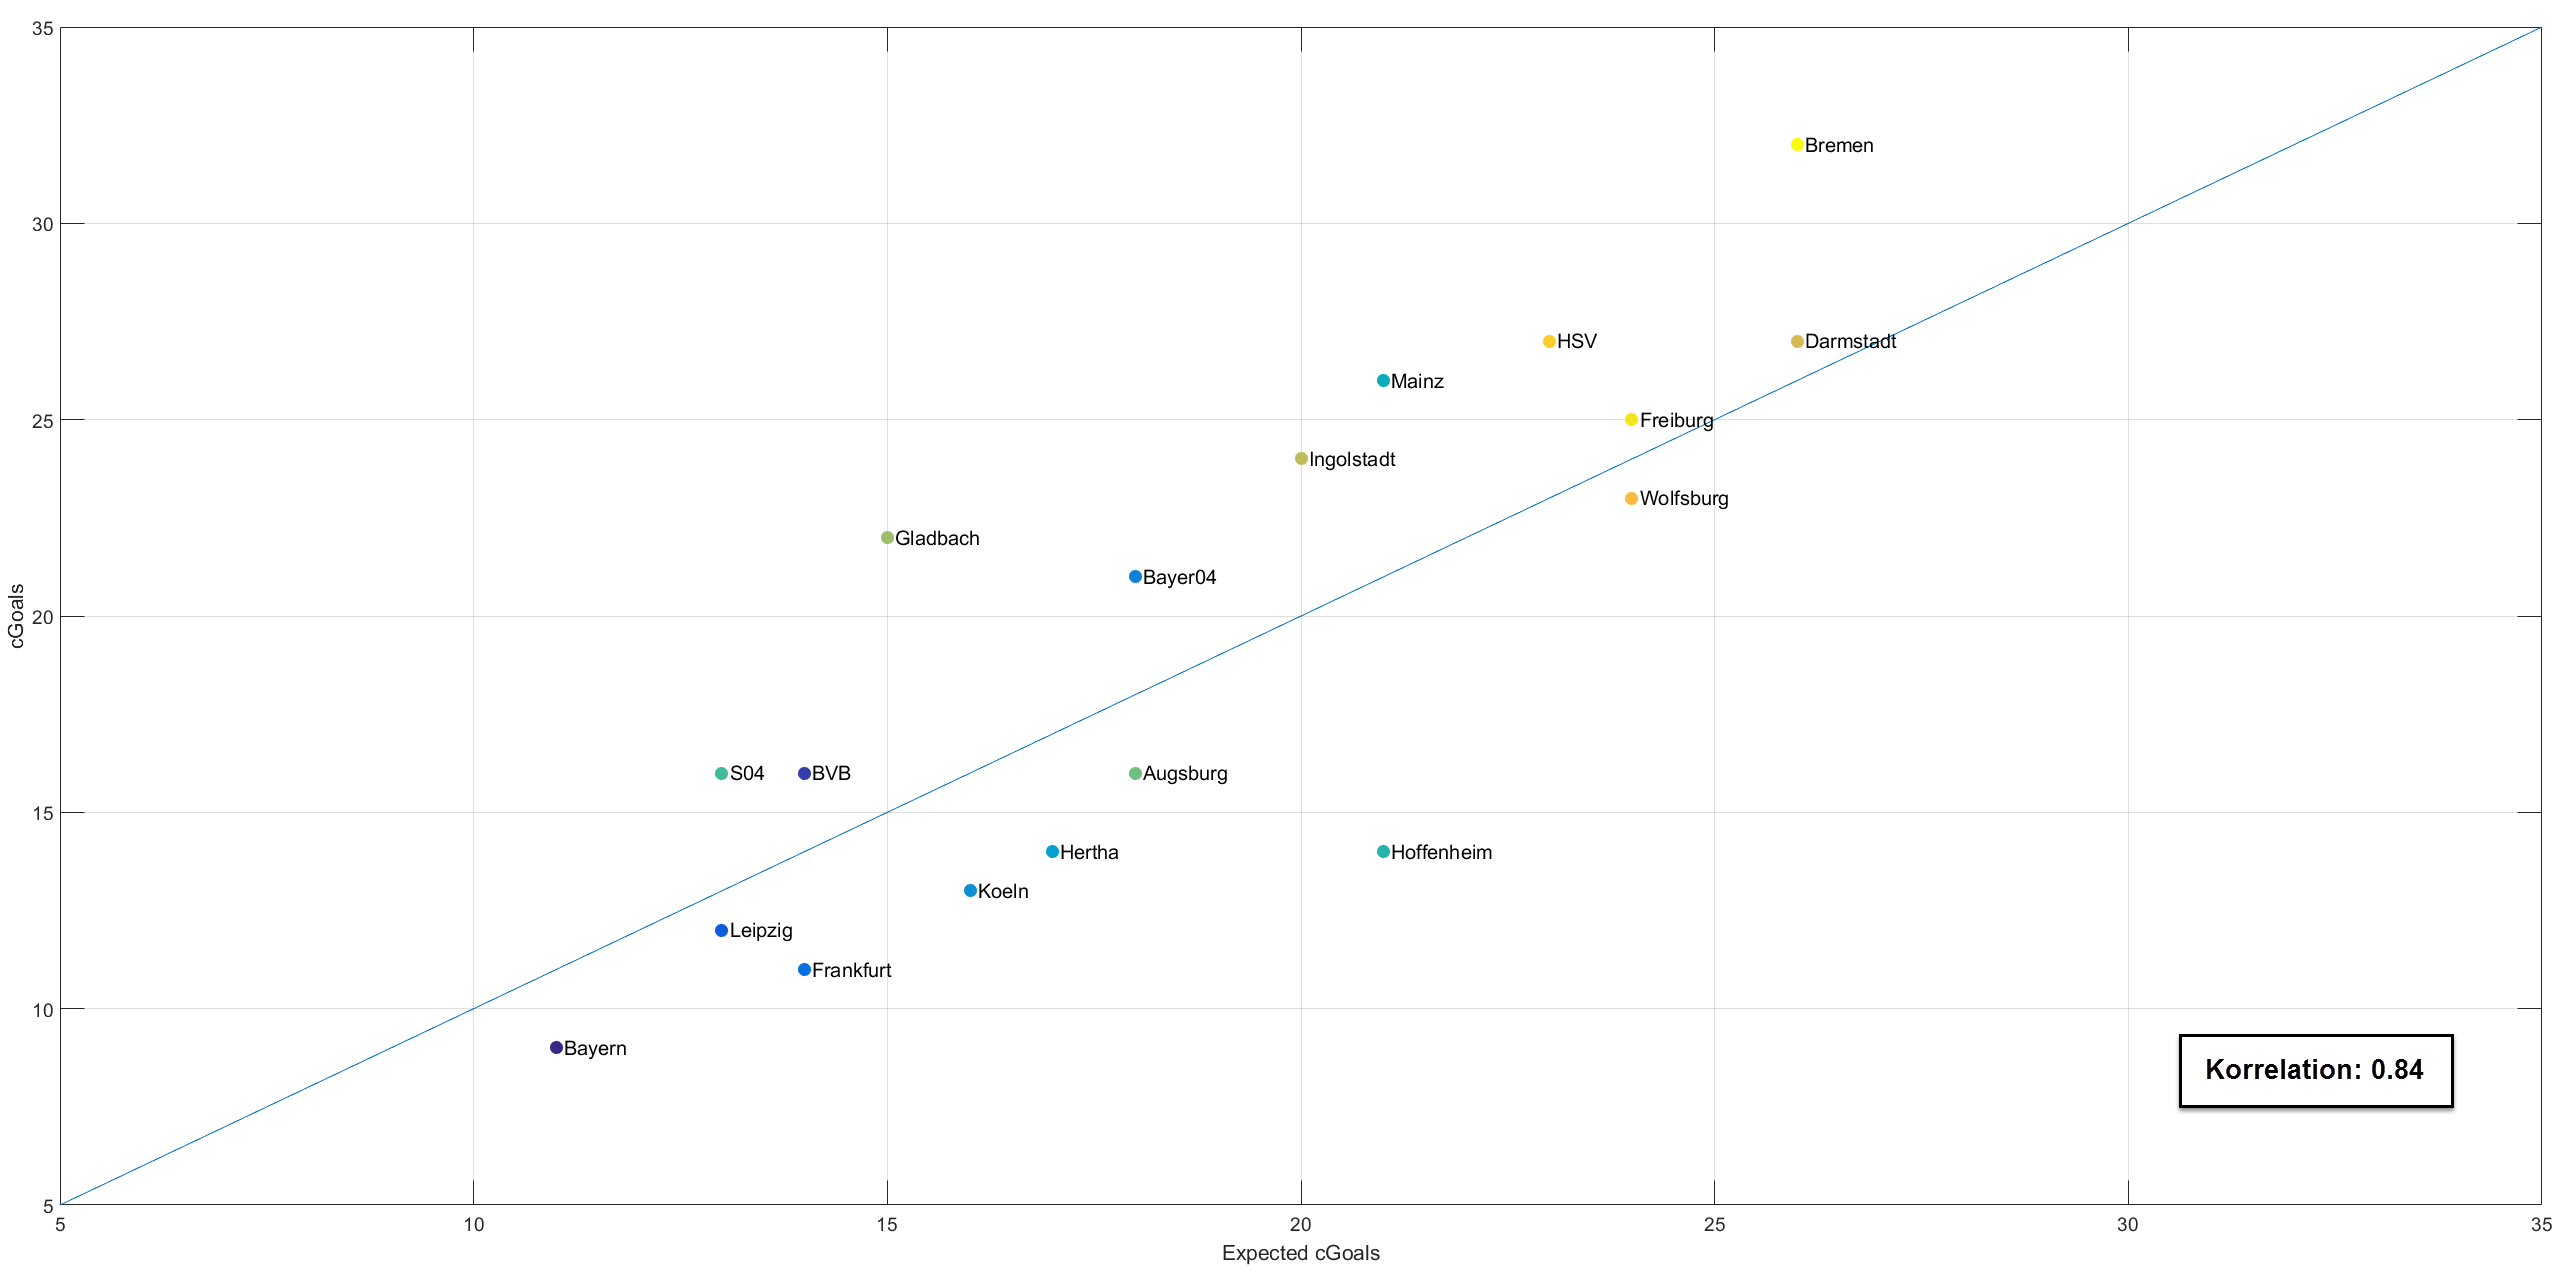 35
Bremen
30
HSV
Darmstadt
Mainz
25
Freiburg
Ingolstadt
Wolfsburg
Gladbach
Bayer04
cGoals
20
S04
BVB
Augsburg
15
Hertha
Hoffenheim
Koeln
Leipzig
Frankfurt
10
Bayern
Korrelation: 0.84
5
5 10 15 20 25 30 35
Expected cGoals